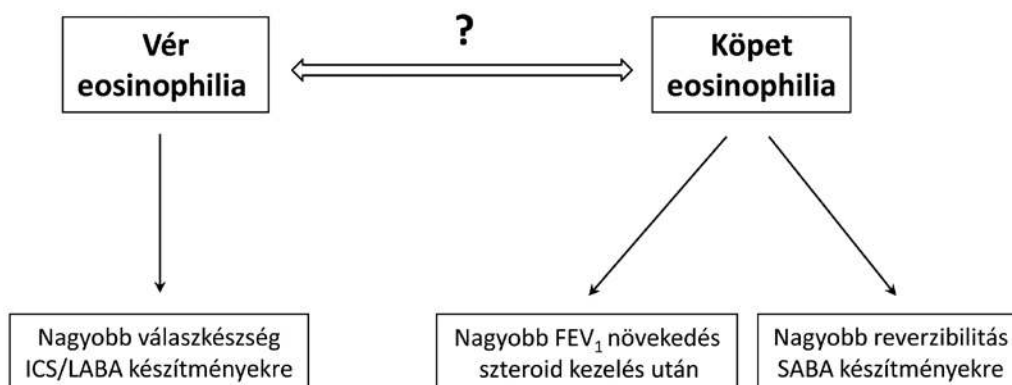 ?
Vér
eosinophilia
Köpet
eosinophilia
Nagyobb válaszkészség
ICS/LABA készítményekre
Nagyobb FEV₁ növekedés
szteroid kezelés után
Nagyobb reverzibilitás
SABA készítményekre